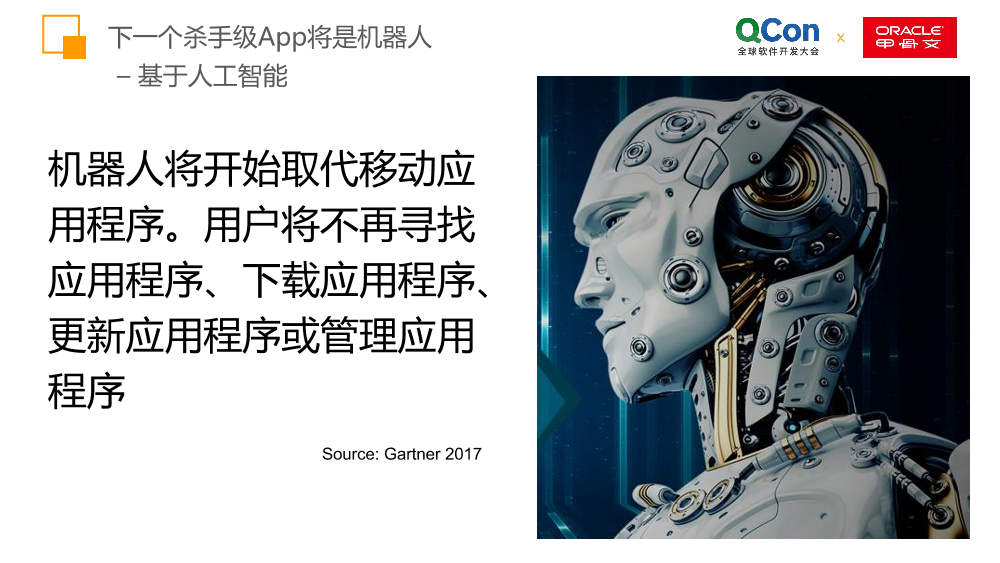 下一个杀手级App将是机器人
– 基于人工智能
QCon
全球软件开发大会
x
ORACLE
甲骨文
机器人将开始取代移动应
用程序。用户将不再寻找
应用程序、下载应用程序、
更新应用程序或管理应用
程序
Source: Gartner 2017